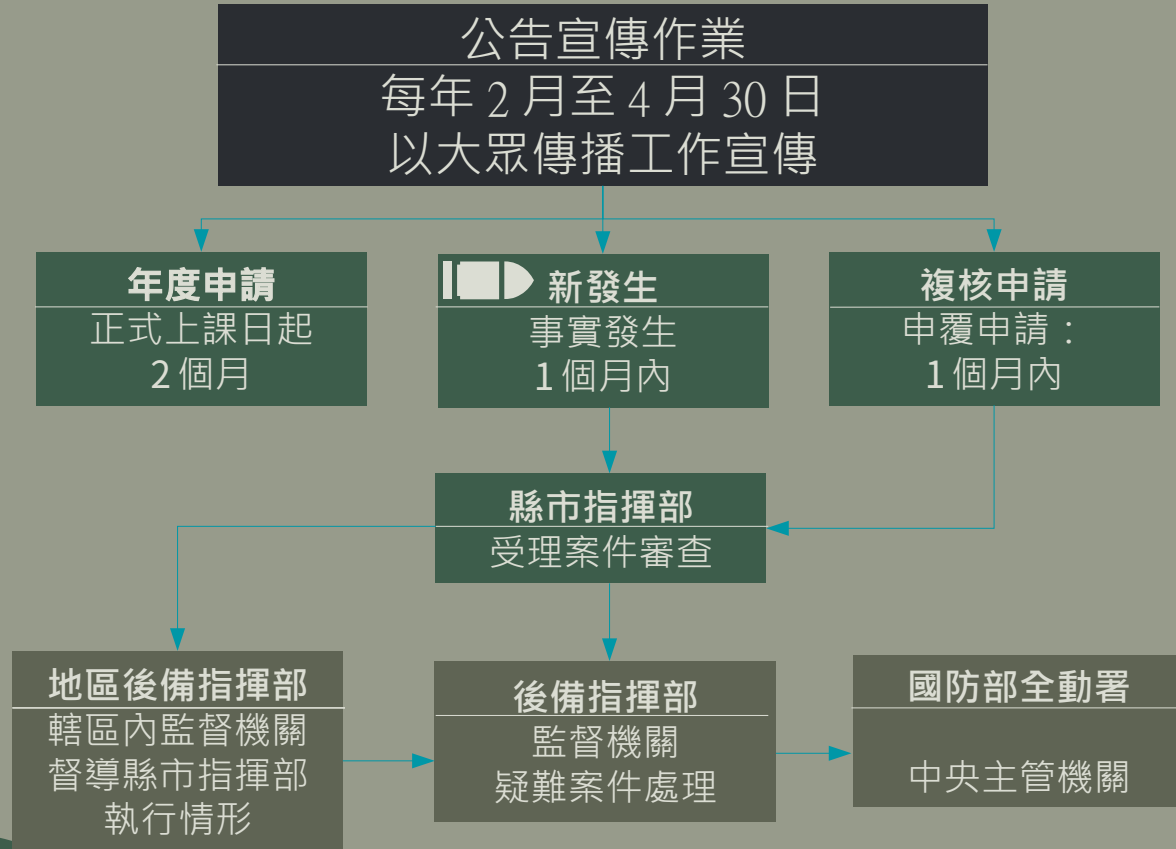 公告宣傳作業
每年 2 月至 4 月 30 日
以大眾傳播工作宣傳
年度申請
正式上課日起
2 個月
新發生
事實發生
1 個月內
複核申請
申覆申請：
1 個月內
縣市指揮部
受理案件審查
地區後備指揮部
轄區內監督機關
督導縣市指揮部
執行情形
後備指揮部
監督機關
疑難案件處理
國防部全動署
中央主管機關